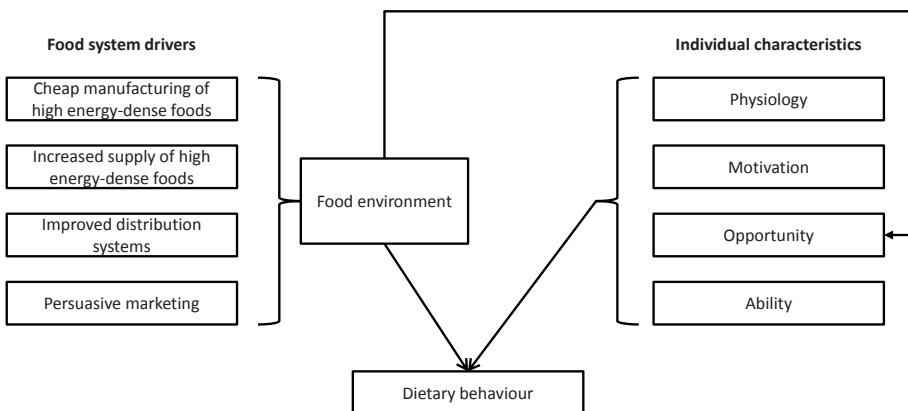 Food system drivers
Cheap manufacturing of
high energy-dense foods
Increased supply of high
energy-dense foods
Improved distribution
systems
Persuasive marketing
Food environment
Individual characteristics
Physiology
Motivation
Opportunity
Ability
Dietary behaviour